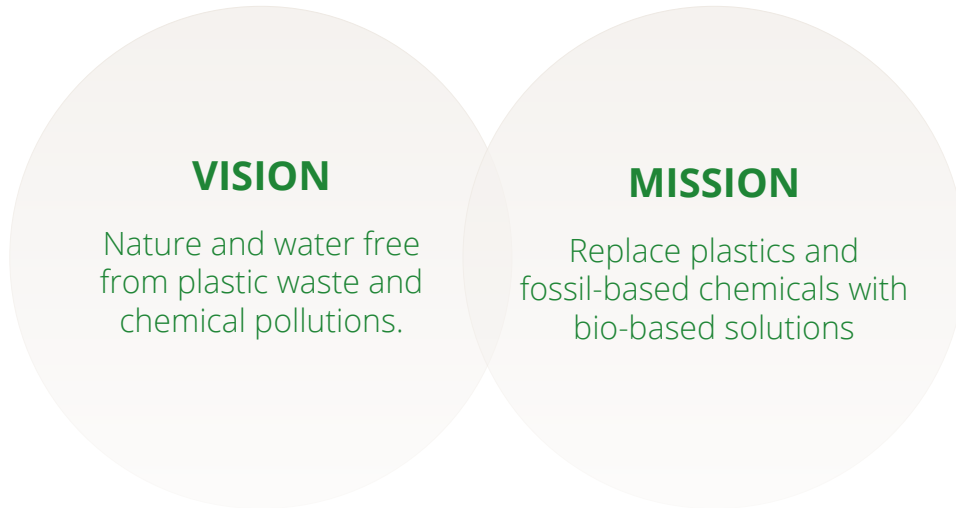 VISION
Nature and water free
from plastic waste and
chemical pollutions.
MISSION
Replace plastics and
fossil-based chemicals with
bio-based solutions